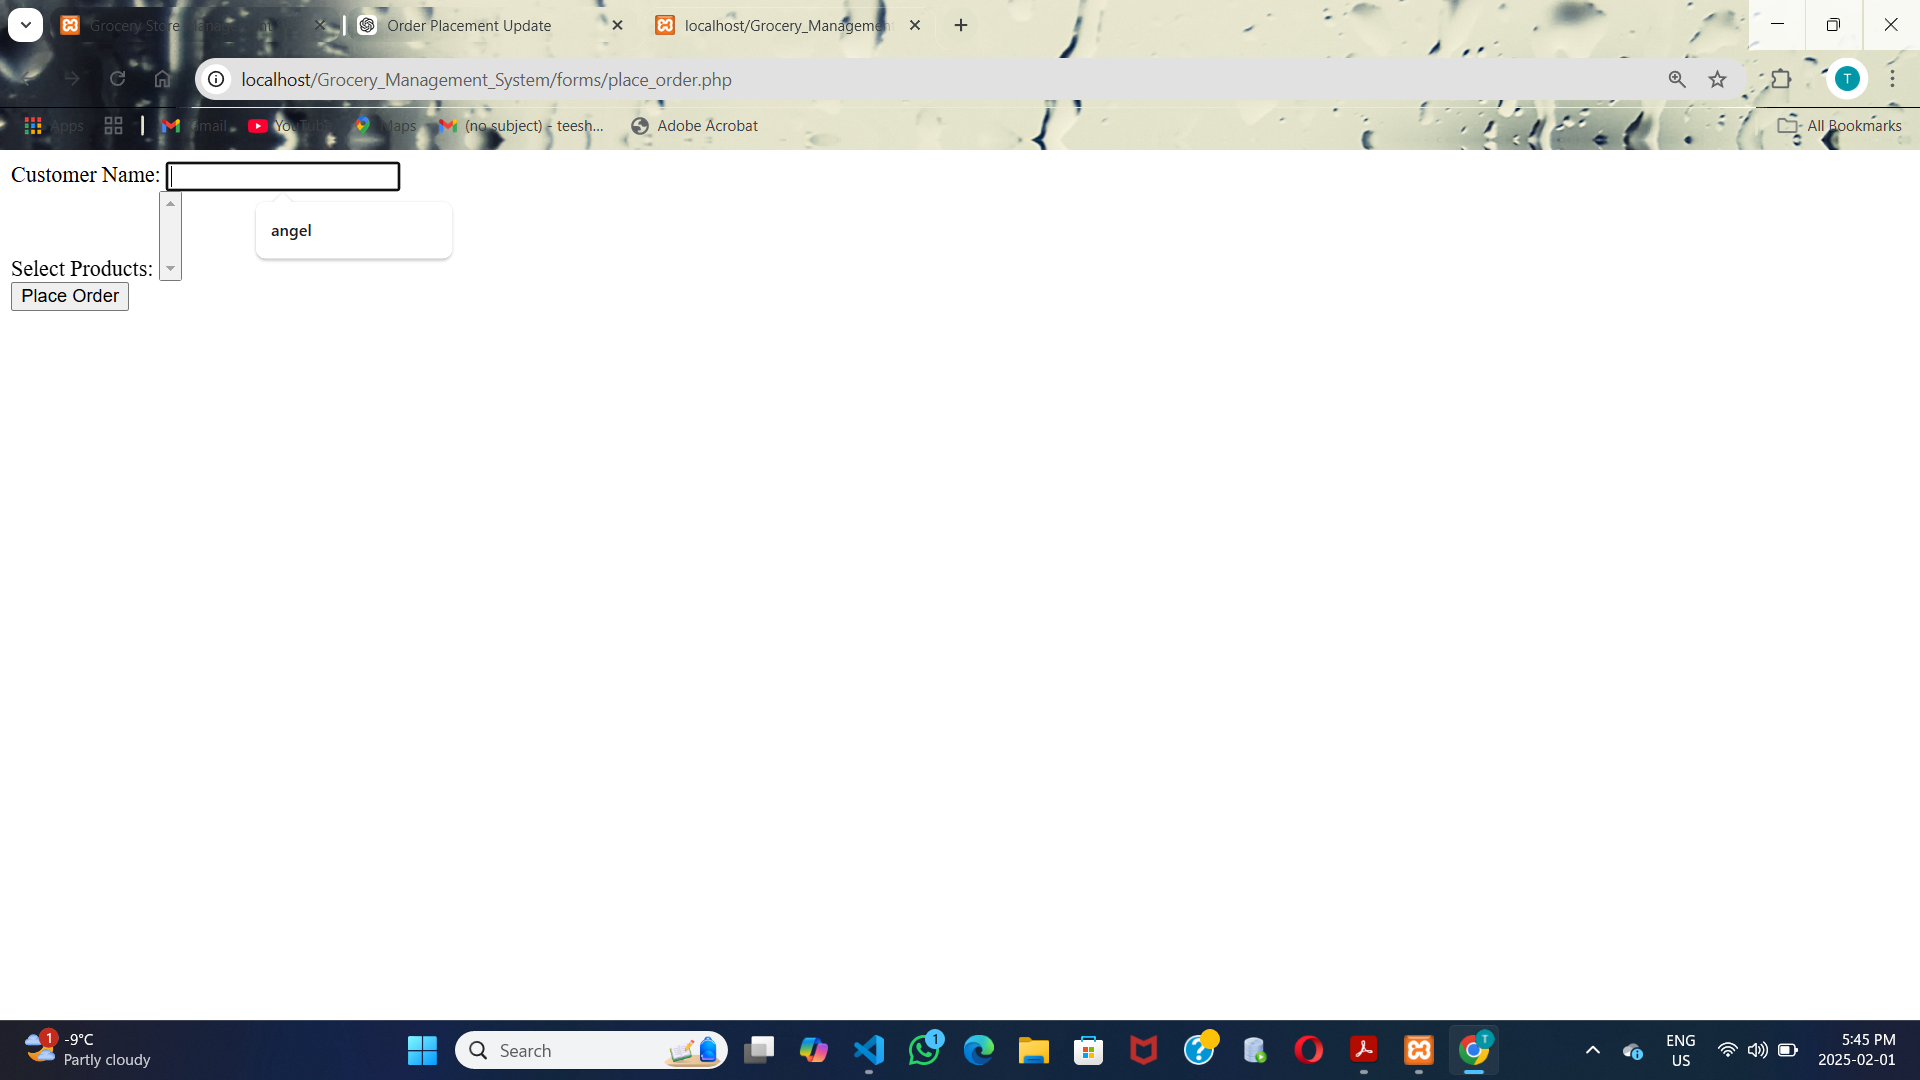 Grocery Store Management
Order Placement Update
localhost/Grocery_Managemen
localhost/Grocery_Management_System/forms/place_order.php
T
Apps
Gmail
YouTube
Maps
(no subject) - teesh...
Adobe Acrobat
All Bookmarks
Customer Name:
angel
Select Products:
Place Order
1
-9°C
Partly cloudy
Search
1
T
ENG
US
5:45 PM
2025-02-01